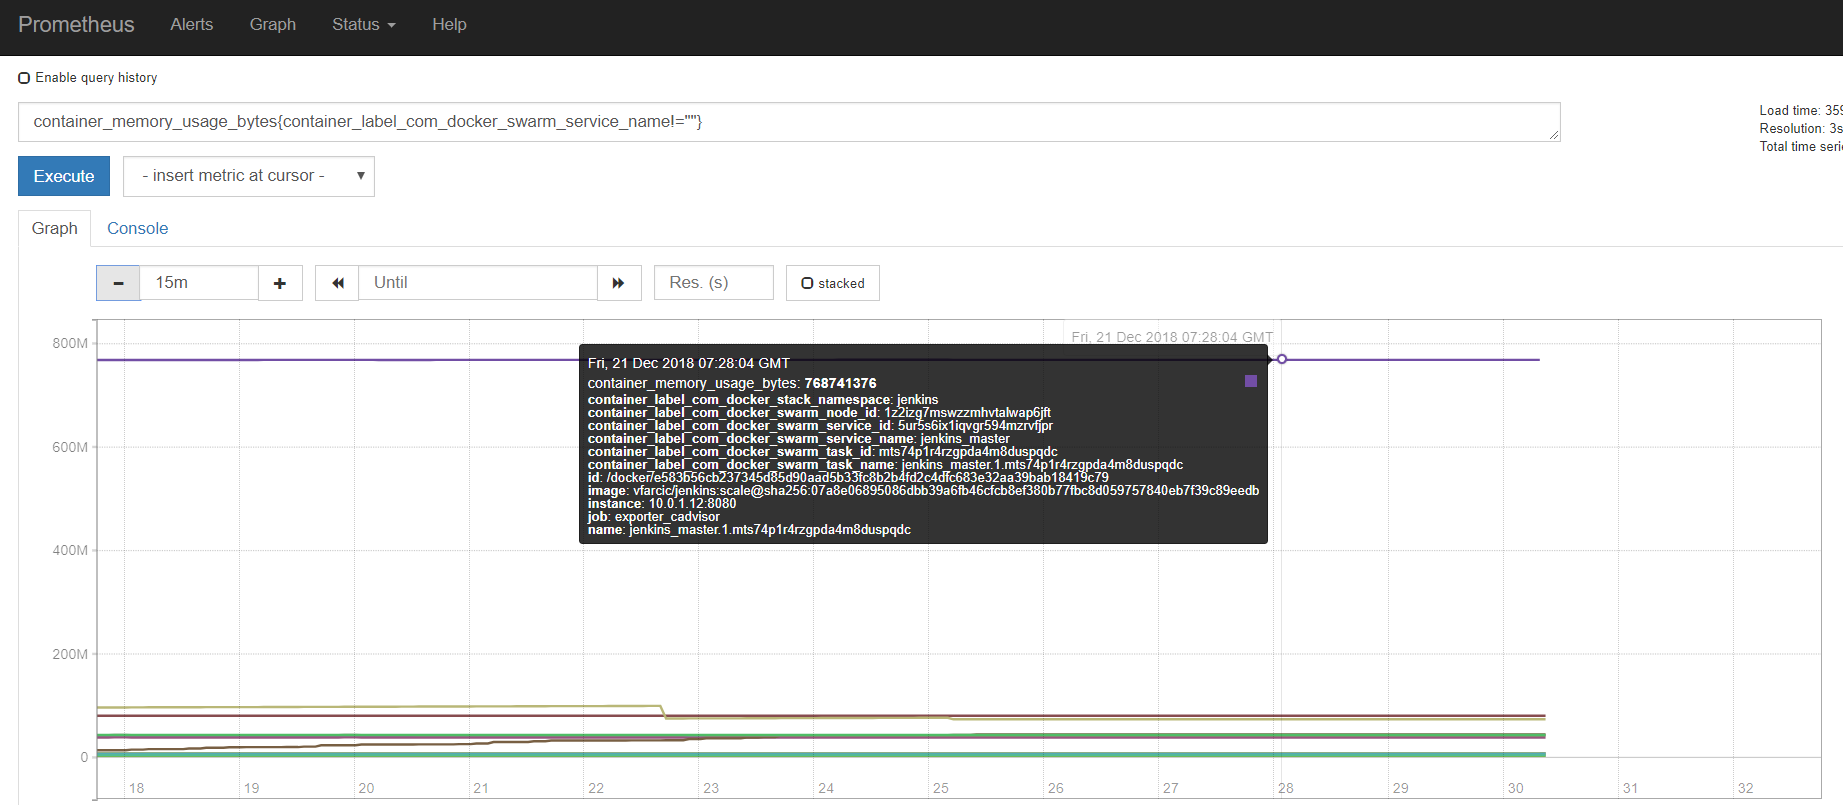 Prometheus Alerts Graph Status Help
Enable query history
container_memory_usage_bytes{container_label_com_docker_swarm_service_name!=""}
Load time: 359
Resolution: 3s
Total time seri
Execute - insert metric at cursor -
Graph Console
15m Until Res. (s) stacked
Fri, 21 Dec 2018 07:28:04 GMT
800M
600M
400M
200M
0
Fri, 21 Dec 2018 07:28:04 GMT
container_memory_usage_bytes: 768741376
container_label_com_docker_stack_namespace: jenkins
container_label_com_docker_swarm_node_id: 1z2izg7mswzzmhvtalwap6jft
container_label_com_docker_swarm_service_id: 5ur5s6ix1iqvgr594mzrvfjpr
container_label_com_docker_swarm_service_name: jenkins_master
container_label_com_docker_swarm_task_id: mts74p1r4rzgpda4m8duspqdc
container_label_com_docker_swarm_task_name: jenkins_master.1.mts74p1r4rzgpda4m8duspqdc
id: /docker/e583b56cb237345d85d90aad5b33fc8b2b4fd2c4dfc683e32aa39bab18419c79
image: vfarcic/jenkins:scale@sha256:07a8e06895086dbb39a6fb46cfcb8ef380b77fbc8d059757840eb7f39c89eedb
instance: 10.0.1.12:8080
job: exporter_cadvisor
name: jenkins_master.1.mts74p1r4rzgpda4m8duspqdc
18 19 20 21 22 23 24 25 26 27 28 29 30 31 32